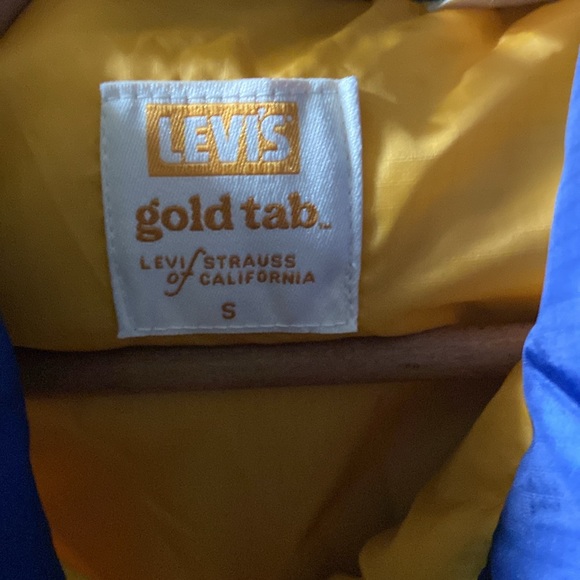 LEVI'S
gold tab™
LEVI STRAUSS
of CALIFORNIA
S